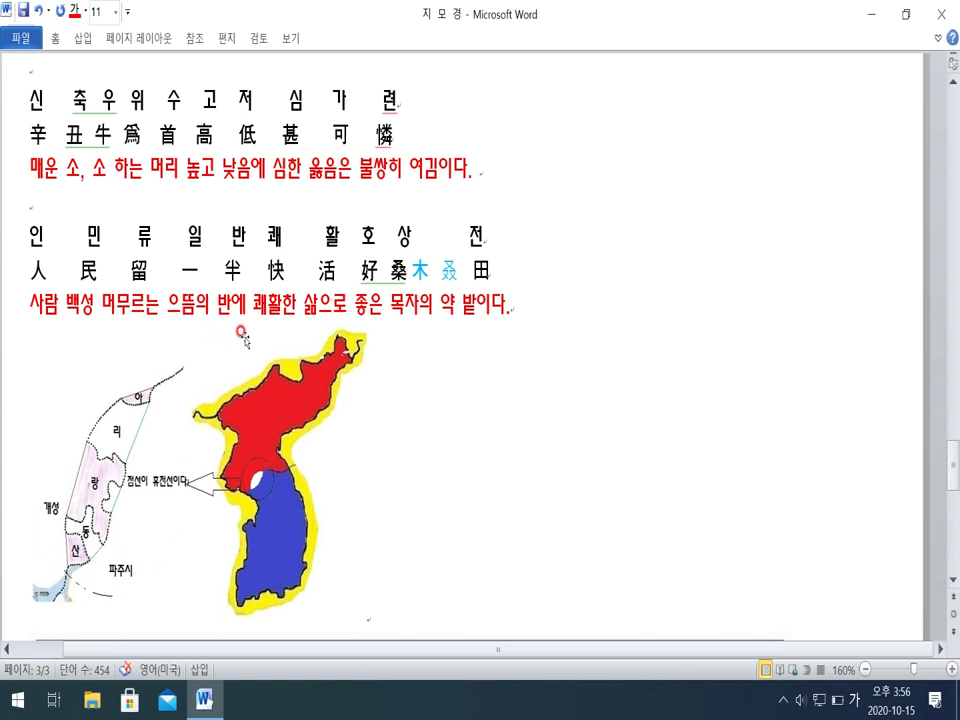 지 모 경 - Microsoft Word
가 11
파일 홈 삽입 페이지 레이아웃 참조 편지 검토 보기
신 축 우 위 수 고 저 심 가 련
辛 丑 牛 爲 首 高 低 甚 可 憐
매운 소, 소 하는 머리 높고 낮음에 심한 옳음은 불쌍히 여김이다.
인 민 류 일 반 쾌 활 호 상 전
人 民 留 一 半 快 活 好 桑 木 叒 田
사람 백성 머무르는 으뜸의 반에 쾌활한 삶으로 좋은 목자의 약 밭이다.
아
리
랑
점선이 휴전선이다.
개성
동
산
파주시
페이지: 3/3 단어 수: 454 영어(미국) 삽입 160%
가 오후 3:56
2020-10-15